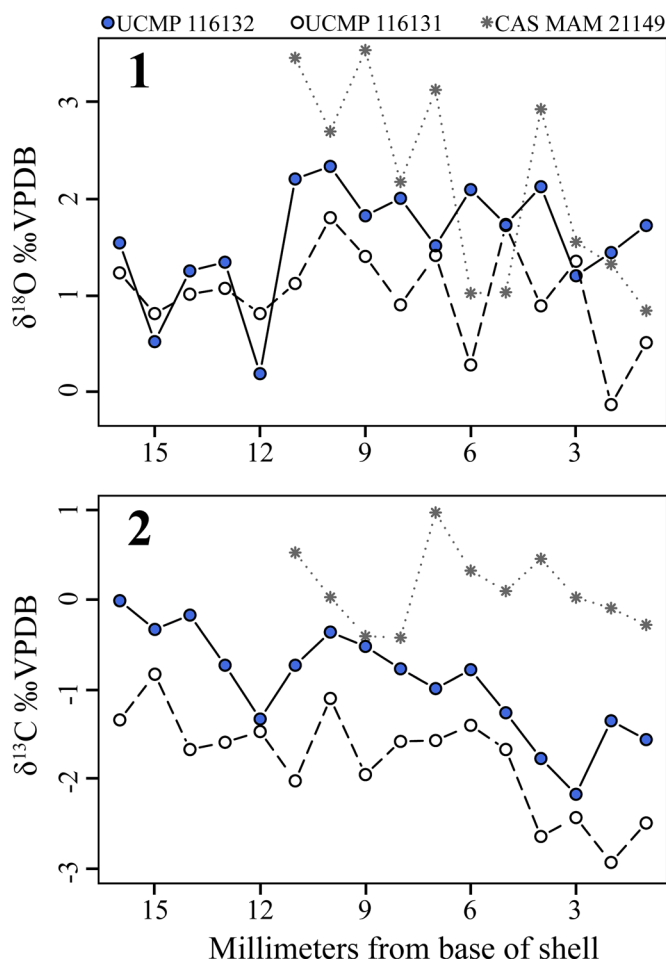 UCMP 116132 UCMP 116131 CAS MAM 21149
1
δ¹⁸O ‰ VPDB
3
2
1
0
15 12 9 6 3
2
δ¹³C ‰ VPDB
1
0
-1
-2
-3
15 12 9 6 3
Millimeters from base of shell